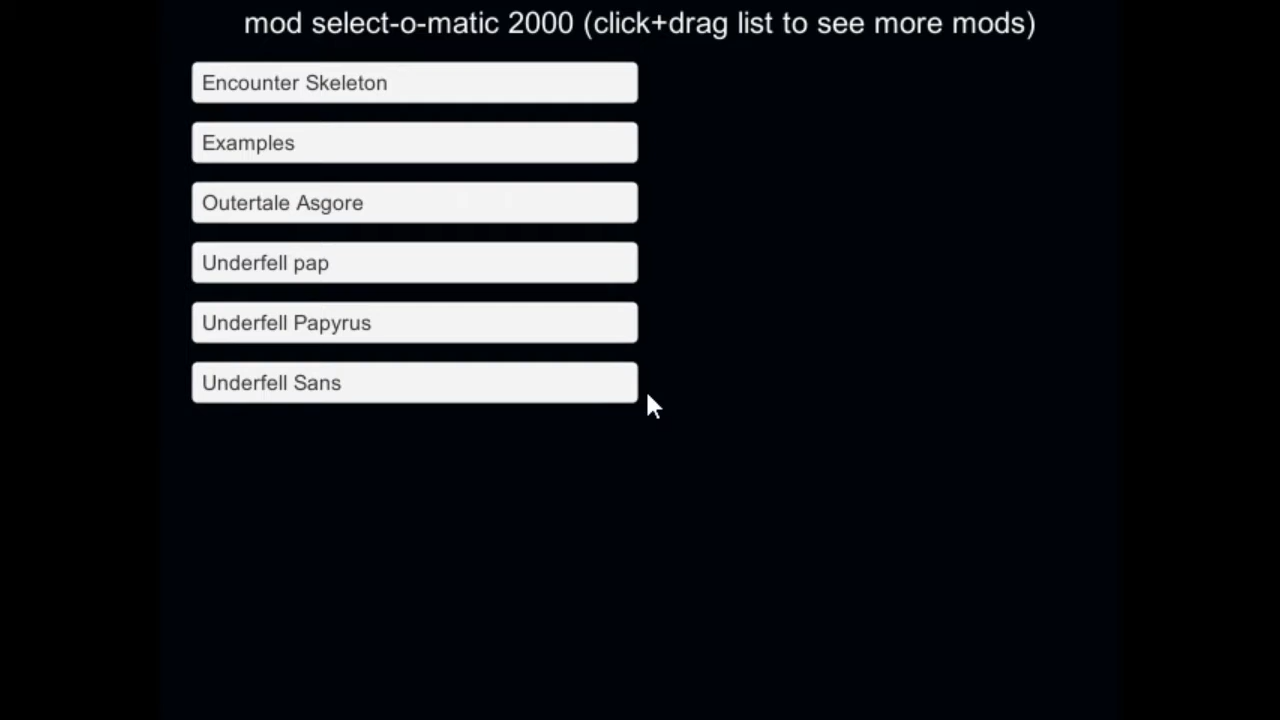 mod select-o-matic 2000 (click+drag list to see more mods)
Encounter Skeleton
Examples
Outertale Asgore
Underfell pap
Underfell Papyrus
Underfell Sans